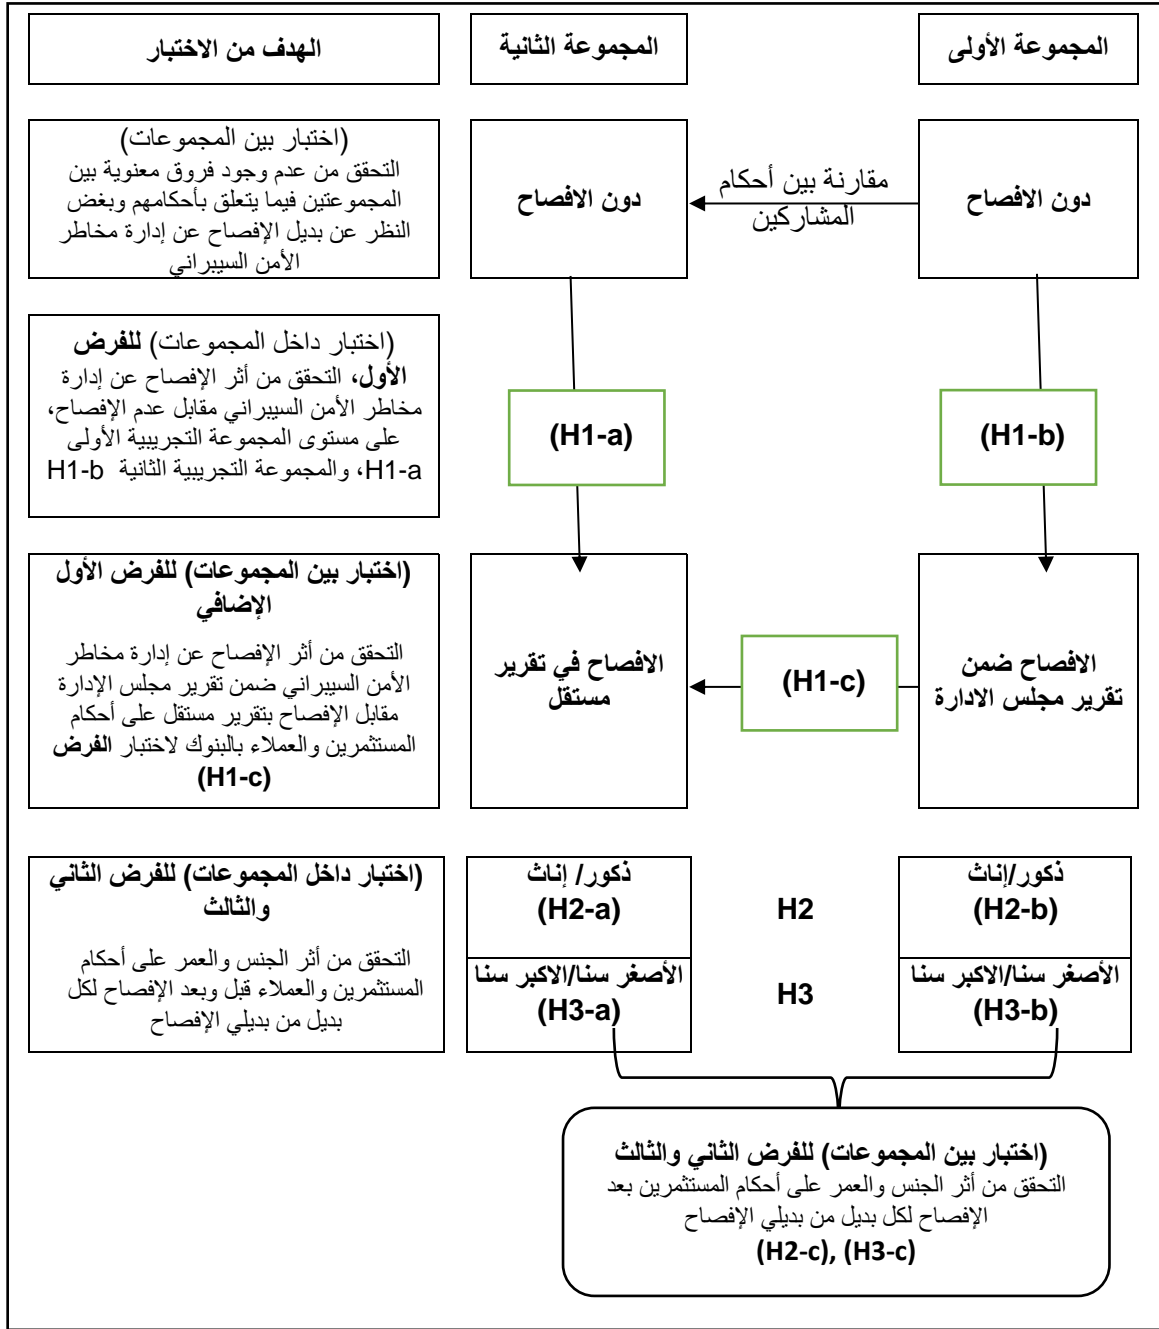 المجموعة الأولى
المجموعة الثانية
الهدف من الاختبار
دون الافصاح
مقارنة بين أحكام
المشاركين
دون الافصاح
(اختبار بين المجموعات)
التحقق من عدم وجود فروق معنوية بين
المجموعتين فيما يتعلق بأحكامهم وبغض
النظر عن بديل الإفصاح عن إدارة مخاطر
الأمن السيبراني
(H1-b)
(H1-a)
(اختبار داخل المجموعات) للفرض
الأول، التحقق من أثر الإفصاح عن إدارة
مخاطر الأمن السيبراني مقابل عدم الإفصاح،
على مستوى المجموعة التجريبية الأولى
H1-a، والمجموعة التجريبية الثانية H1-b
الافصاح ضمن
تقرير مجلس الادارة
(H1-c)
الافصاح في تقرير
مستقل
(اختبار بين المجموعات) للفرض الأول
الإضافي
التحقق من أثر الإفصاح عن إدارة مخاطر
الأمن السيبراني ضمن تقرير مجلس الإدارة
مقابل الإفصاح بتقرير مستقل على أحكام
المستثمرين والعملاء بالبنوك لاختبار الفرض
(H1-c)
ذكور/إناث
(H2-b)
H2
ذكور/ إناث
(H2-a)
الأصغر سنا/الاكبر سنا
(H3-b)
H3
الأصغر سنا/الاكبر سنا
(H3-a)
(اختبار داخل المجموعات) للفرض الثاني
والثالث
التحقق من أثر الجنس والعمر على أحكام
المستثمرين والعملاء قبل وبعد الإفصاح لكل
بديل من بديلي الإفصاح
(اختبار بين المجموعات) للفرض الثاني والثالث
التحقق من أثر الجنس والعمر على أحكام المستثمرين بعد
الإفصاح لكل بديل من بديلي الإفصاح
(H2-c), (H3-c)